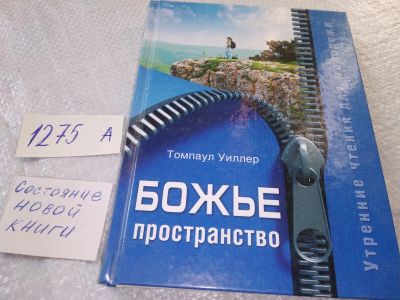 1275 А
Состояние
новой
книги
Томпаул Уиллер
БОЖЬЕ
пространство
Утренние чтения для молодежи